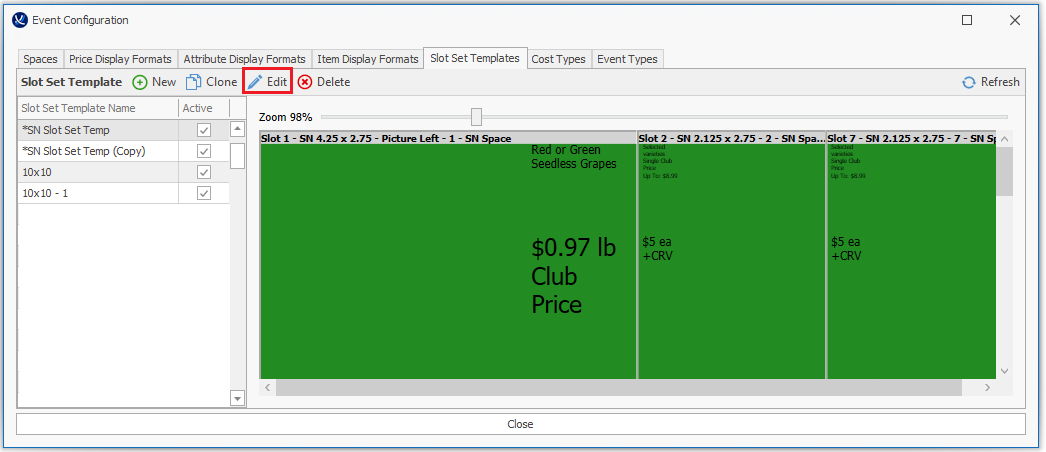 Event Configuration
Spaces Price Display Formats Attribute Display Formats Item Display Formats Slot Set Templates Cost Types Event Types
Slot Set Template New Clone Edit Delete Refresh
Slot Set Template Name Active
*SN Slot Set Temp
*SN Slot Set Temp (Copy)
10x10
10x10 - 1
Zoom 98%
Slot 1 - SN 4.25 x 2.75 - Picture Left - 1 - SN Space
Red or Green
Seedless Grapes
$0.97 lb
Club
Price
Slot 2 - SN 2.125 x 2.75 - 2 - SN Spa...
Selected
varieties
Single Club
Price
Up To: $8.99
$5 ea
+CRV
Slot 7 - SN 2.125 x 2.75 - 7 - SN Sp
Selected
varieties
Single Club
Price
Up To: $8.99
$5 ea
+CRV
Close